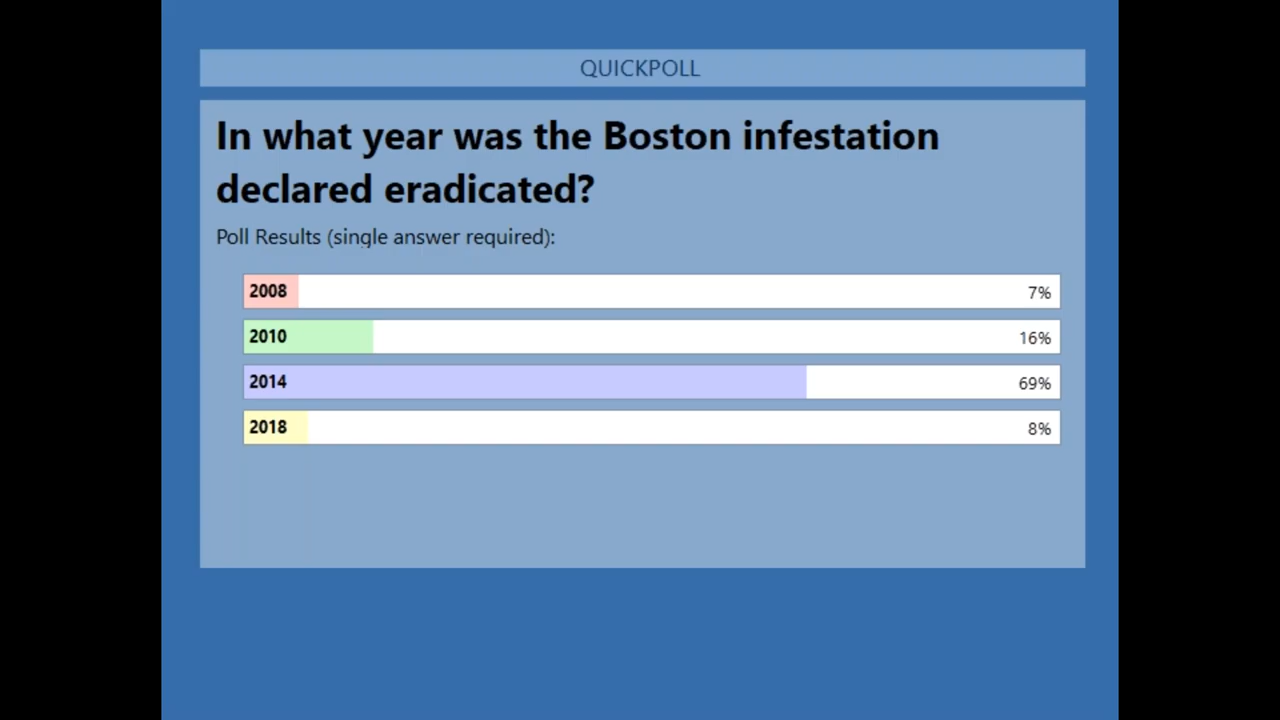 QUICKPOLL
In what year was the Boston infestation
declared eradicated?
Poll Results (single answer required):
2008 7%
2010 16%
2014 69%
2018 8%